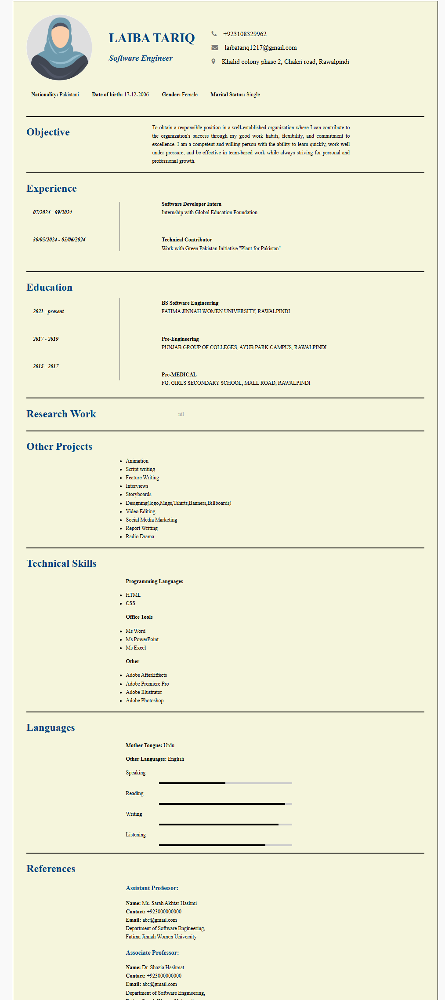 LAIBA TARIQ
Software Engineer
+923108329962
laibatariq1217@gmail.com
Khalid colony phase 2, Chakri road, Rawalpindi
Nationality: Pakistani Date of birth: 17-12-2006 Gender: Female Marital Status: Single
Objective
To obtain a responsible position in a well-established organization where I can contribute to
the organization's success through my good work habits, flexibility, and commitment to
excellence. I am a competent and willing person with the ability to learn quickly, work well
under pressure, and be effective in team-based work while always striving for personal and
professional growth.
Experience
07/2024 - 09/2024
Software Developer Intern
Internship with Global Education Foundation
30/05/2024 - 05/06/2024
Technical Contributor
Work with Green Pakistan Initiative "Plant for Pakistan"
Education
2021 - present
BS Software Engineering
FATIMA JINNAH WOMEN UNIVERSITY, RAWALPINDI
2017 - 2019
Pre-Engineering
PUNJAB GROUP OF COLLEGES, AYUB PARK CAMPUS, RAWALPINDI
2015 - 2017
Pre-MEDICAL
FG. GIRLS SECONDARY SCHOOL, MALL ROAD, RAWALPINDI
Research Work
nil
Other Projects
• Animation
• Script writing
• Feature Writing
• Interviews
• Storyboards
• Designing(logo,Mugs,Tshirts,Banners,Billboards)
• Video Editing
• Social Media Marketing
• Report Writing
• Radio Drama
Technical Skills
Programming Languages
• HTML
• CSS
Office Tools
• Ms Word
• Ms PowerPoint
• Ms Excel
Other
• Adobe AfterEffects
• Adobe Premiere Pro
• Adobe Illustrator
• Adobe Photoshop
Languages
Mother Tongue: Urdu
Other Languages: English
Speaking
Reading
Writing
Listening
References
Assistant Professor:
Name: Ms. Sarah Akhtar Hashmi
Contact: +923000000000
Email: abc@gmail.com
Department of Software Engineering,
Fatima Jinnah Women University
Associate Professor:
Name: Dr. Shazia Hashmat
Contact: +923000000000
Email: abc@gmail.com
Department of Software Engineering,